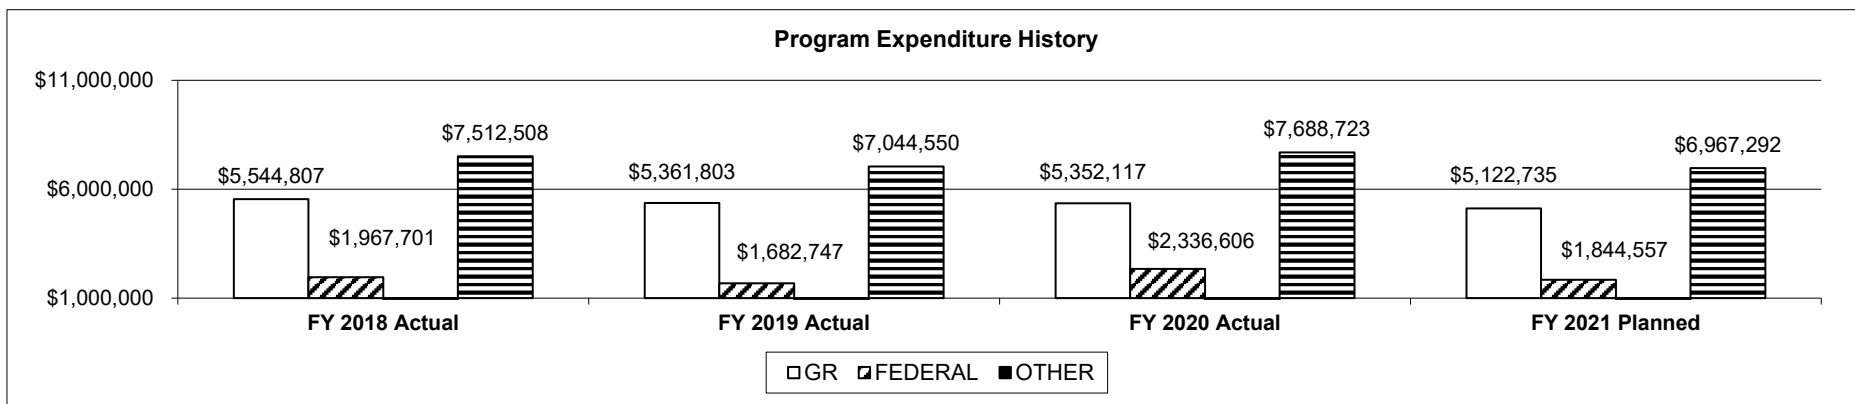 Program Expenditure History
$11,000,000
$6,000,000
$1,000,000
$5,544,807
$1,967,701
$7,512,508
$5,361,803
$1,682,747
$7,044,550
$5,352,117
$2,336,606
$7,688,723
$5,122,735
$1,844,557
$6,967,292
FY 2018 Actual
FY 2019 Actual
FY 2020 Actual
FY 2021 Planned
GR FEDERAL OTHER